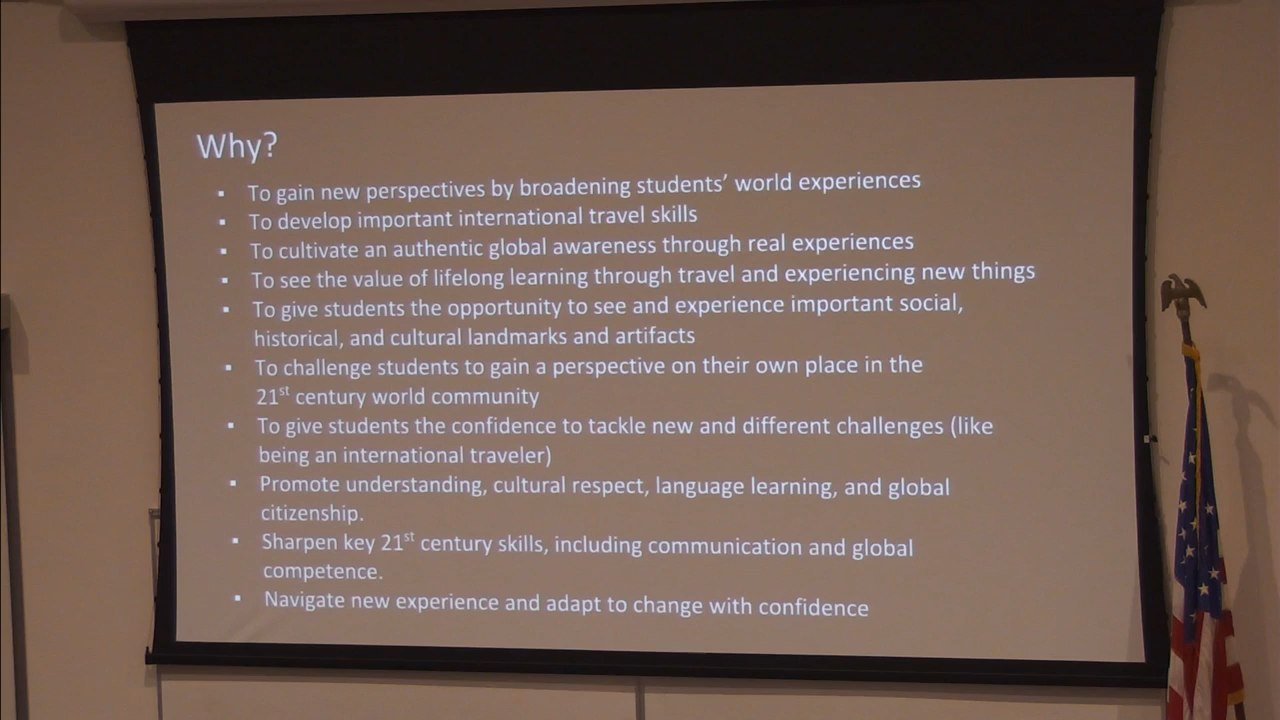 Why?
▪ To gain new perspectives by broadening students’ world experiences
▪ To develop important international travel skills
▪ To cultivate an authentic global awareness through real experiences
▪ To see the value of lifelong learning through travel and experiencing new things
▪ To give students the opportunity to see and experience important social,
historical, and cultural landmarks and artifacts
▪ To challenge students to gain a perspective on their own place in the
21st century world community
▪ To give students the confidence to tackle new and different challenges (like
being an international traveler)
▪ Promote understanding, cultural respect, language learning, and global
citizenship.
▪ Sharpen key 21st century skills, including communication and global
competence.
▪ Navigate new experience and adapt to change with confidence